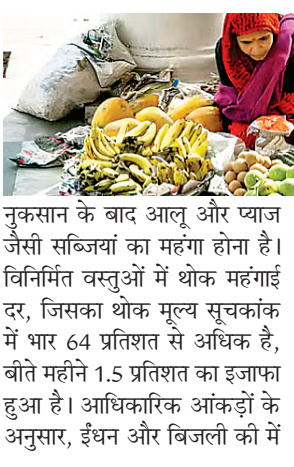 नुकसान के बाद आलू और प्याज
जैसी सब्जियां का महंगा होना है।
विनिर्मित वस्तुओं में थोक महंगाई
दर, जिसका थोक मूल्य सूचकांक
में भार 64 प्रतिशत से अधिक है,
बीते महीने 1.5 प्रतिशत का इजाफा
हुआ है। आधिकारिक आंकड़ों के
अनुसार, ईंधन और बिजली की में